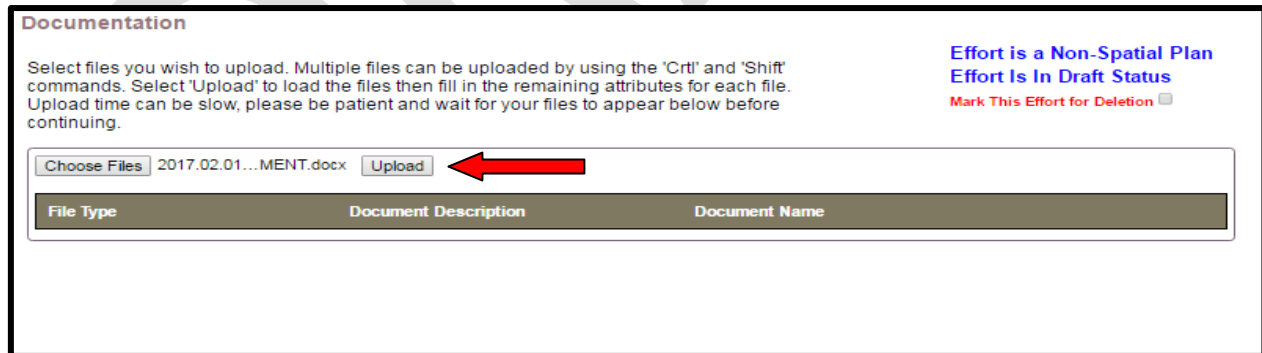 Documentation
Select files you wish to upload. Multiple files can be uploaded by using the 'Crtl' and 'Shift'
commands. Select 'Upload' to load the files then fill in the remaining attributes for each file.
Upload time can be slow, please be patient and wait for your files to appear below before
continuing.
Effort is a Non-Spatial Plan
Effort Is In Draft Status
Mark This Effort for Deletion
Choose Files 2017.02.01...MENT.docx Upload
File Type Document Description Document Name